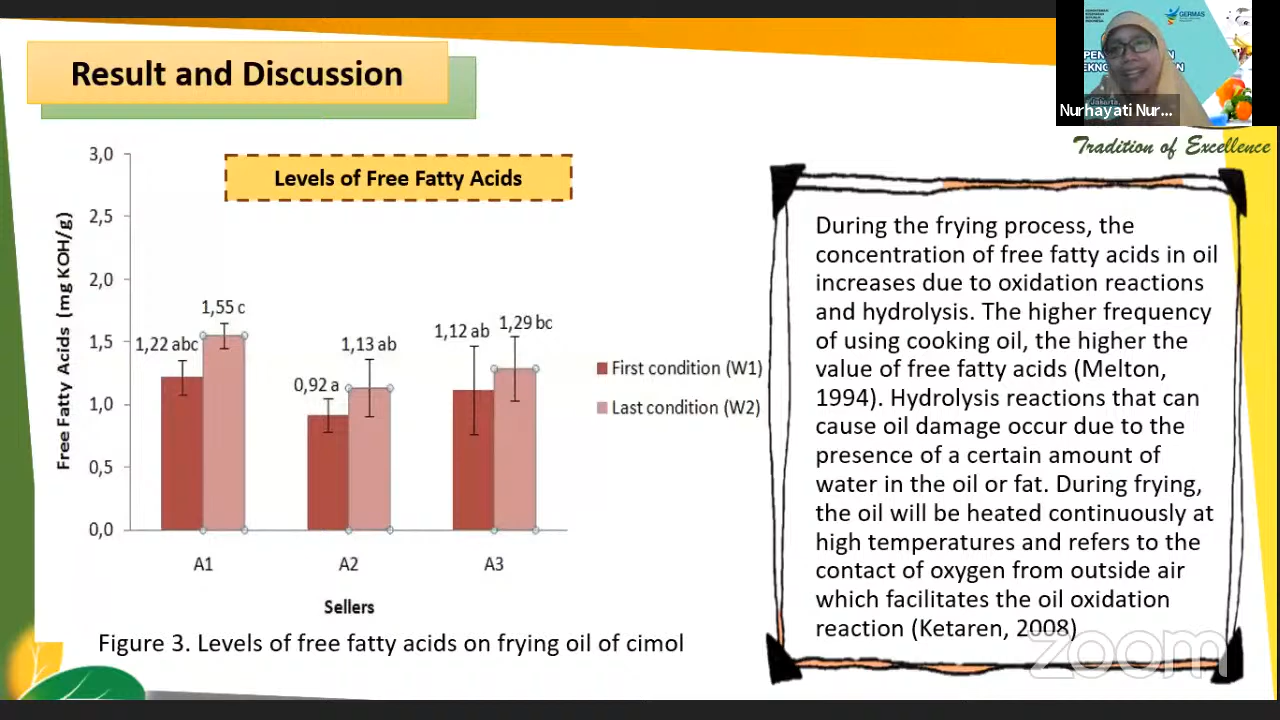 Result and Discussion
GERMAS
Jakarta,
Nurhayati Nur...
Tradition of Excellence
Levels of Free Fatty Acids
Free Fatty Acids (mg KOH/g)
3,0
2,5
2,0
1,5
1,0
0,5
0,0
1,22 abc
1,55 c
0,92 a
1,13 ab
1,12 ab
1,29 bc
First condition (W1)
Last condition (W2)
A1
A2
A3
Sellers
Figure 3. Levels of free fatty acids on frying oil of cimol
During the frying process, the
concentration of free fatty acids in oil
increases due to oxidation reactions
and hydrolysis. The higher frequency
of using cooking oil, the higher the
value of free fatty acids (Melton,
1994). Hydrolysis reactions that can
cause oil damage occur due to the
presence of a certain amount of
water in the oil or fat. During frying,
the oil will be heated continuously at
high temperatures and refers to the
contact of oxygen from outside air
which facilitates the oil oxidation
reaction (Ketaren, 2008)
zoom